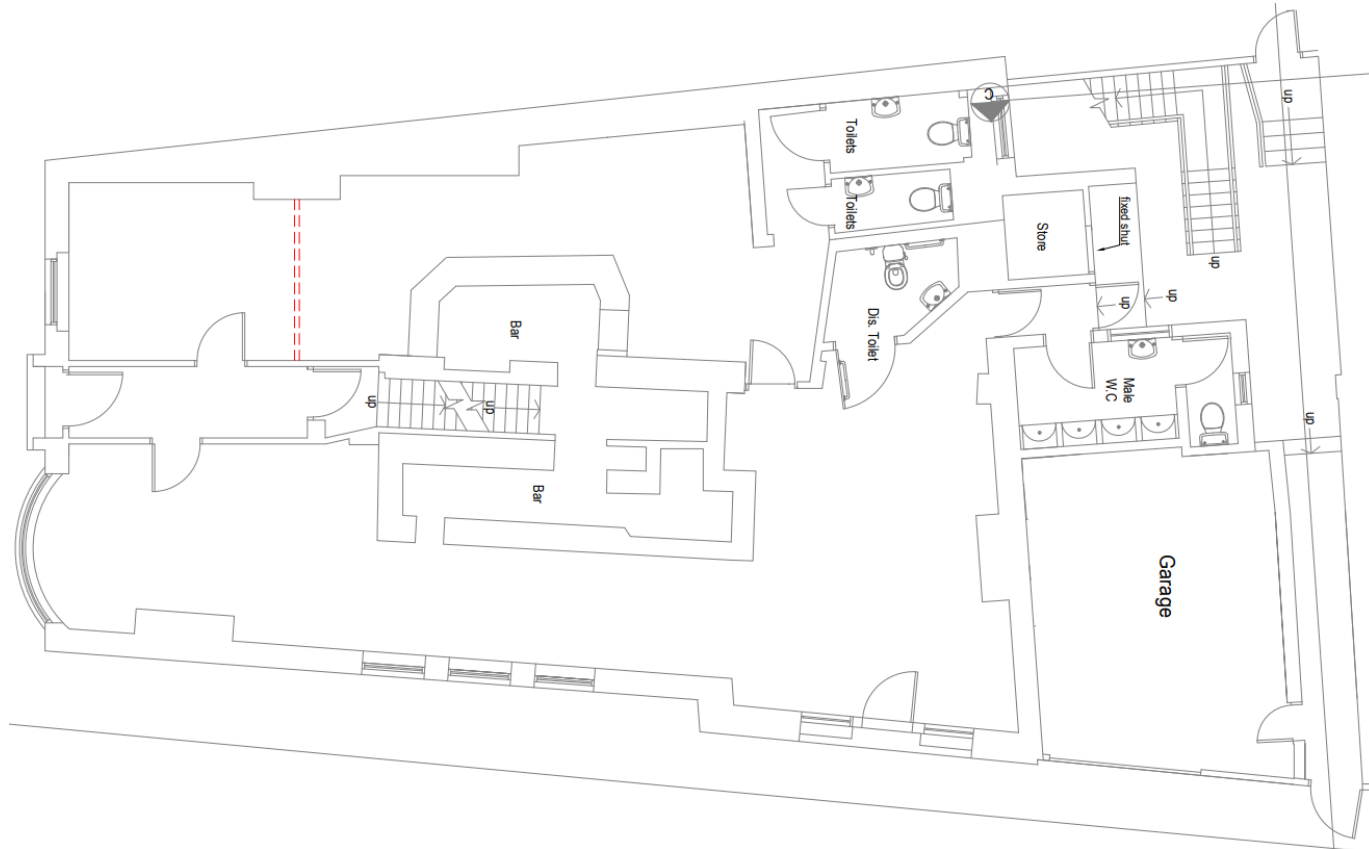 C
up
Toilets
Toilets
fixed shut
Store
up
up
up
Bar
Dis. Toilet
Male
W.C
up
up
up
Bar
Garage